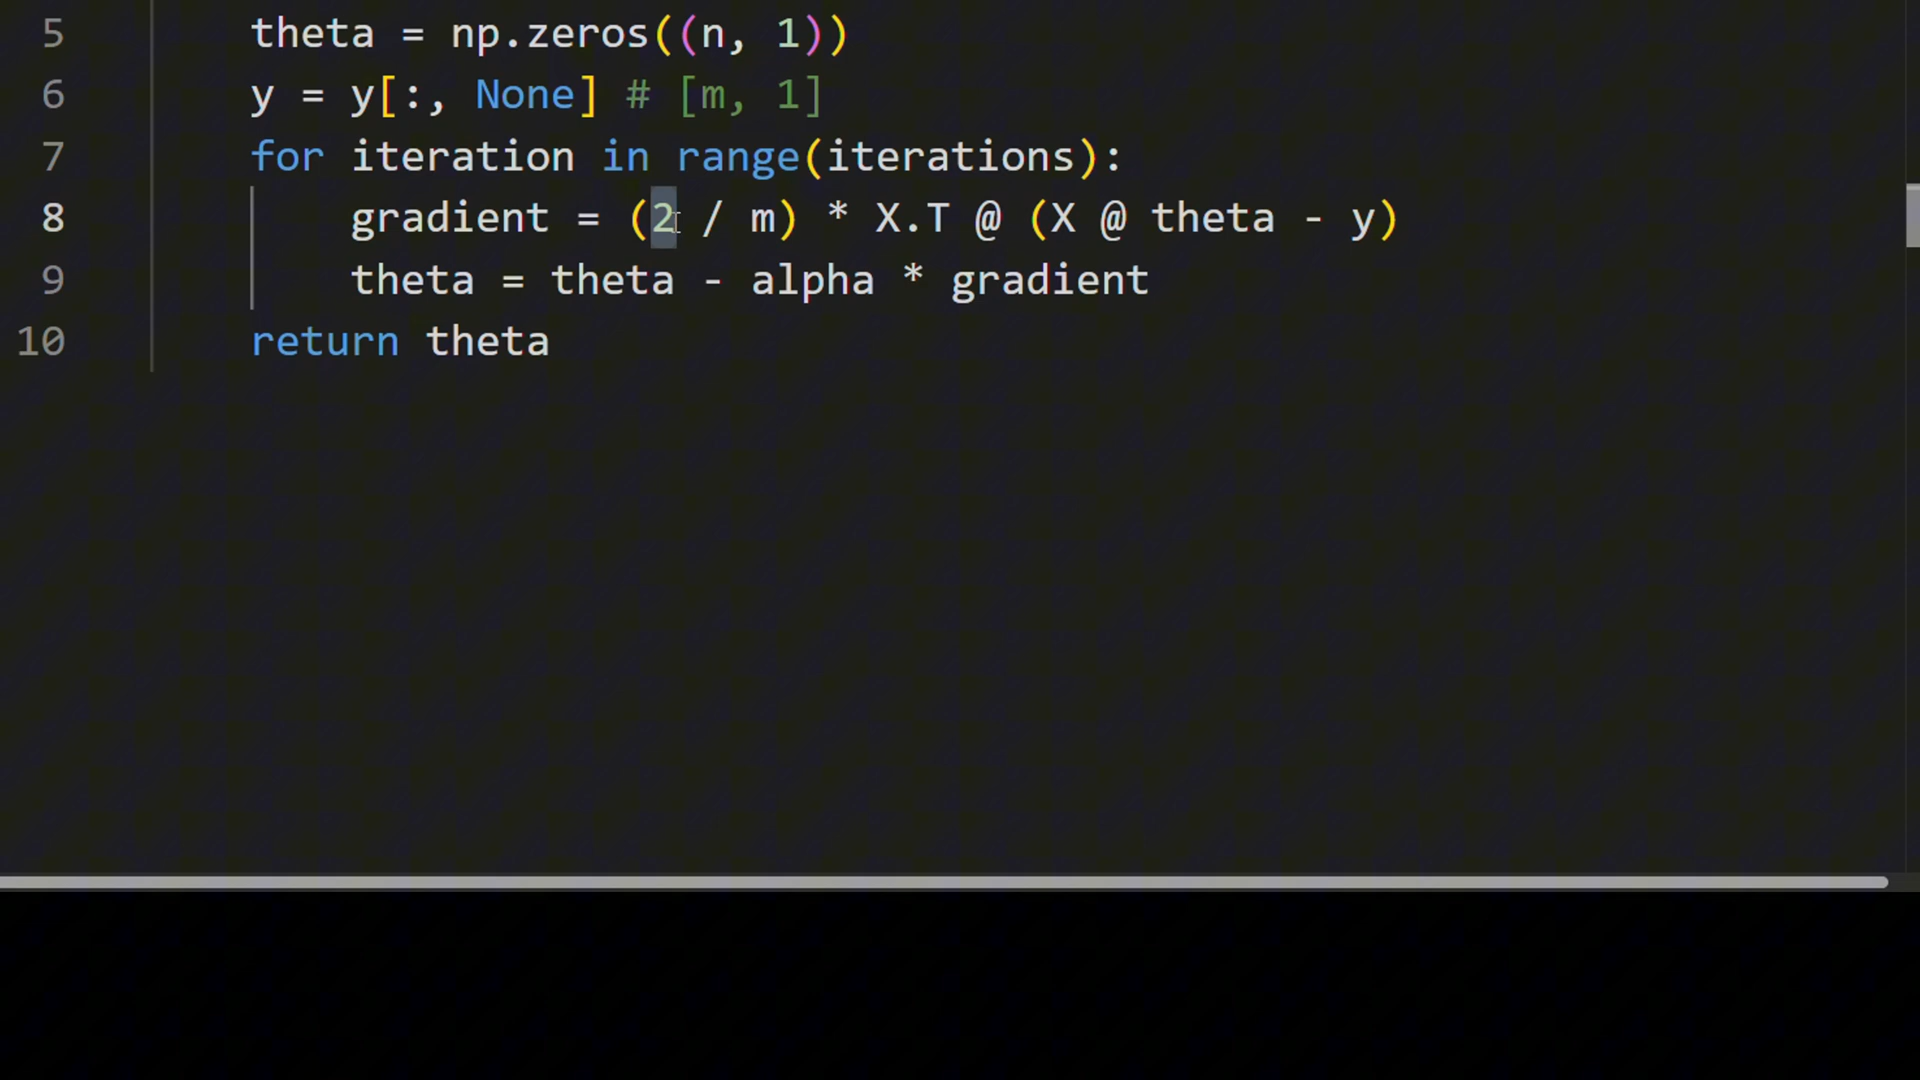 5 theta = np.zeros((n, 1))
6 y = y[:, None] # [m, 1]
7 for iteration in range(iterations):
8 gradient = (2 / m) * X.T @ (X @ theta - y)
9 theta = theta - alpha * gradient
10 return theta